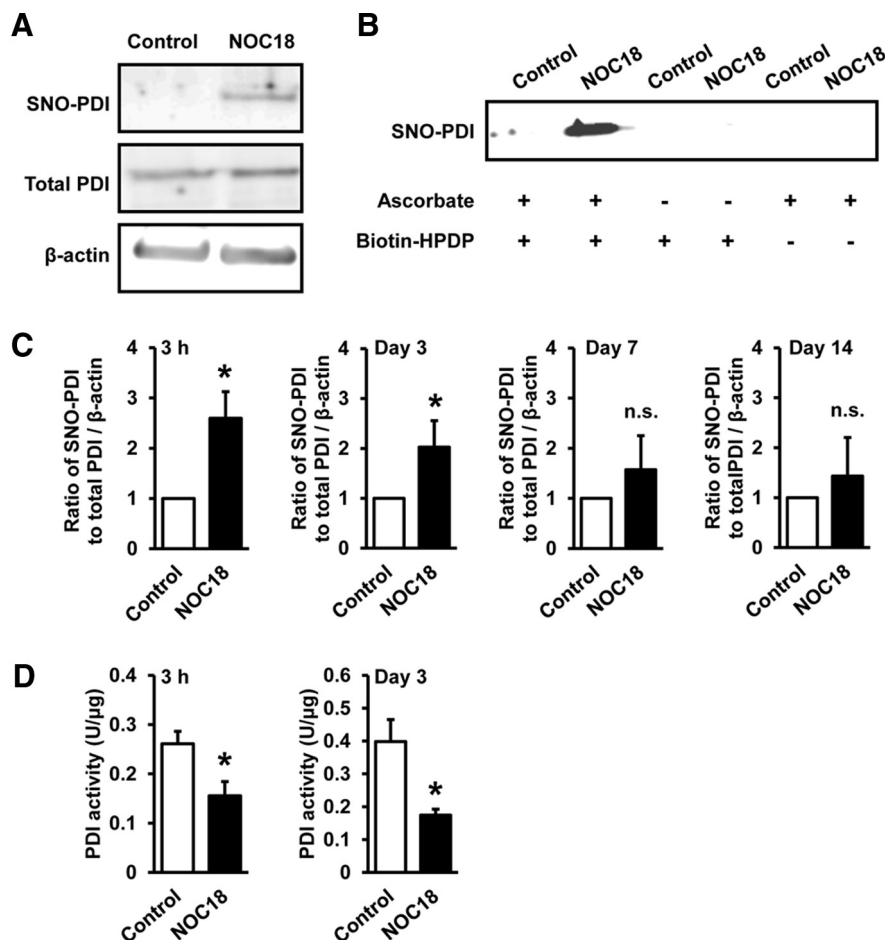 A
Control NOC18
SNO-PDI
Total PDI
β-actin
B
Control NOC18 Control NOC18 Control NOC18
SNO-PDI
Ascorbate + + - - + +
Biotin-HPDP + + + + - -
C
3 h
Ratio of SNO-PDI
to total PDI / β-actin
4
3
2
1
0
*
Control NOC18
Day 3
Ratio of SNO-PDI
to total PDI / β-actin
4
3
2
1
0
*
Control NOC18
Day 7
Ratio of SNO-PDI
to total PDI / β-actin
4
3
2
1
0
n.s.
Control NOC18
Day 14
Ratio of SNO-PDI
to totalPDI / β-actin
4
3
2
1
0
n.s.
Control NOC18
D
3 h
PDI activity (U/μg)
0.4
0.3
0.2
0.1
0
*
Control NOC18
Day 3
PDI activity (U/μg)
0.6
0.5
0.4
0.3
0.2
0.1
0
*
Control NOC18